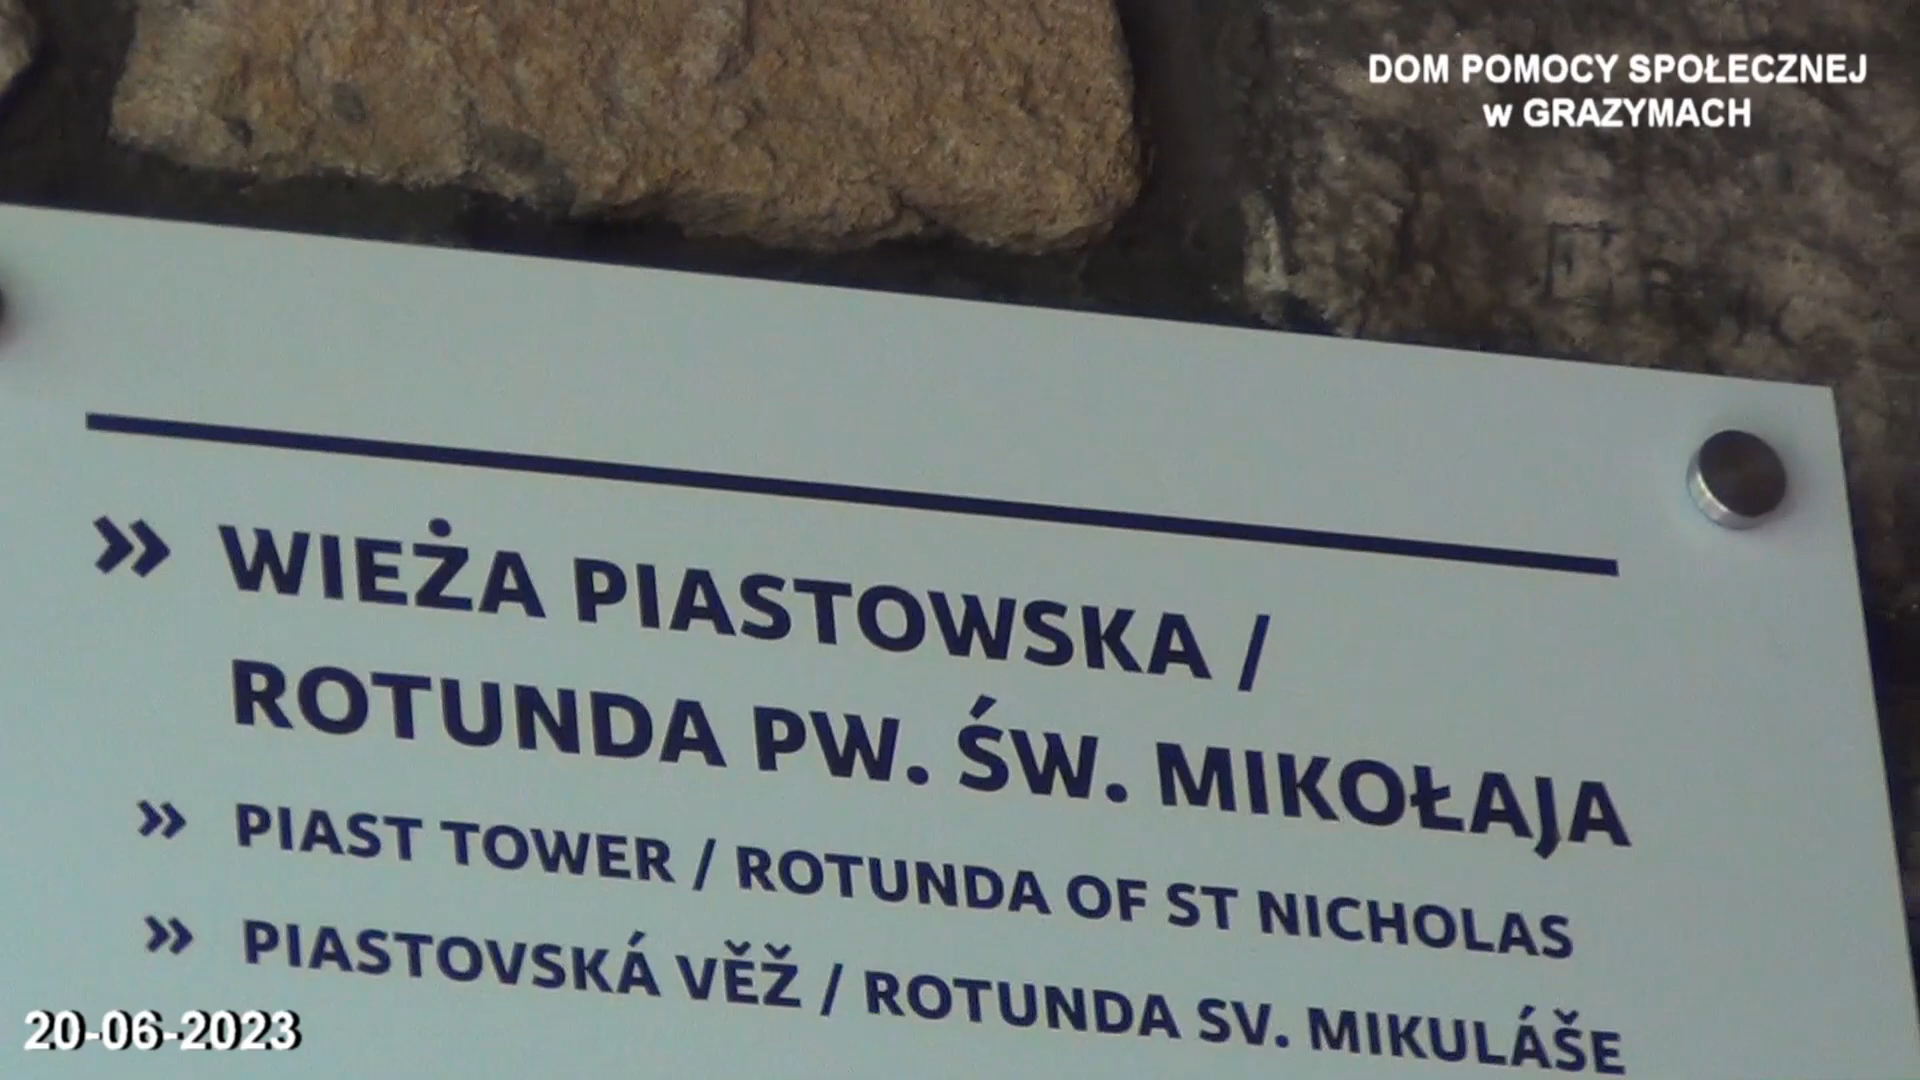 DOM POMOCY SPOŁECZNEJ
w GRAZYMACH
» WIEŻA PIASTOWSKA /
ROTUNDA PW. ŚW. MIKOŁAJA
» PIAST TOWER / ROTUNDA OF ST NICHOLAS
» PIASTOVSKÁ VĚŽ / ROTUNDA SV. MIKULÁŠE
20-06-2023